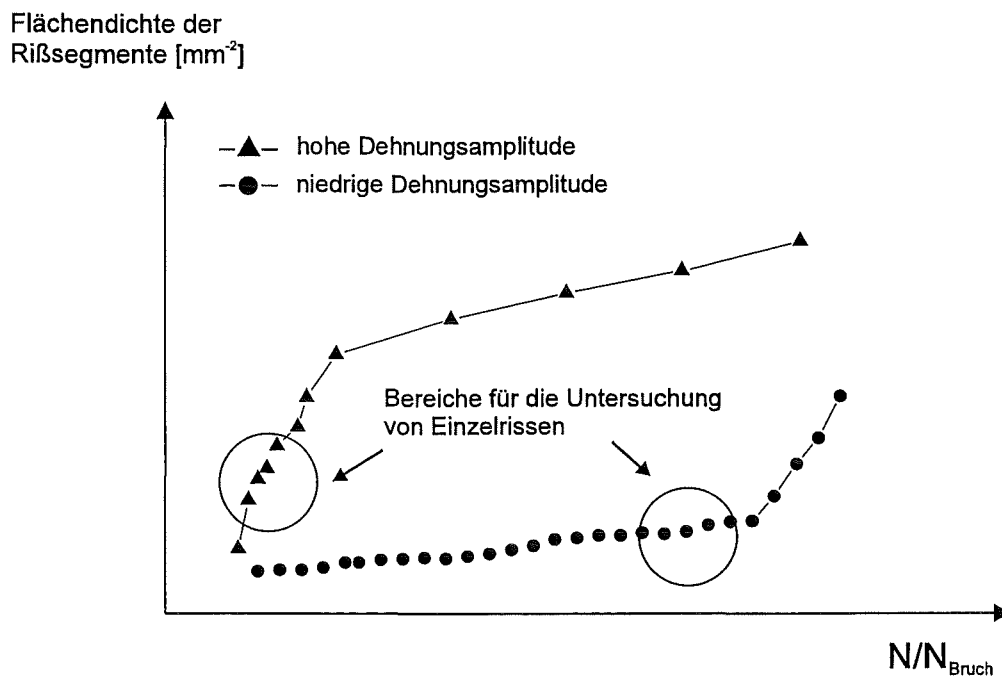 Flächendichte der
Rißsegmente [mm⁻²]
hohe Dehnungsamplitude
niedrige Dehnungsamplitude
Bereiche für die Untersuchung
von Einzelrissen
N/N_Bruch